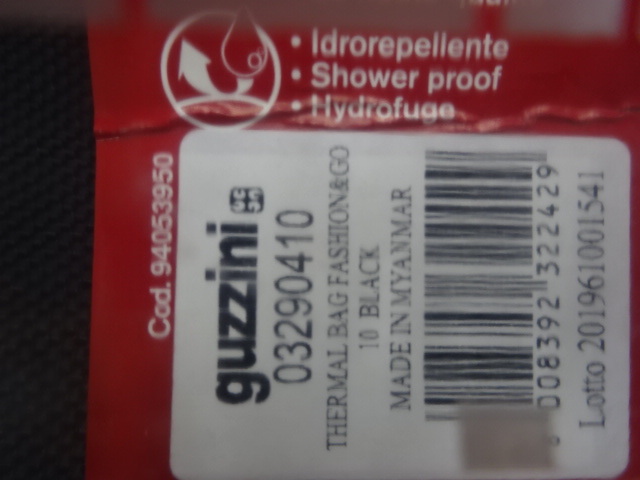 • Idrorepellente
• Shower proof
• Hydrofuge
Cod. 94053950
guzzini
03290410
THERMAL BAG FASHION&GO
10 BLACK
MADE IN MYANMAR
008392 322429
Lotto 201961001541